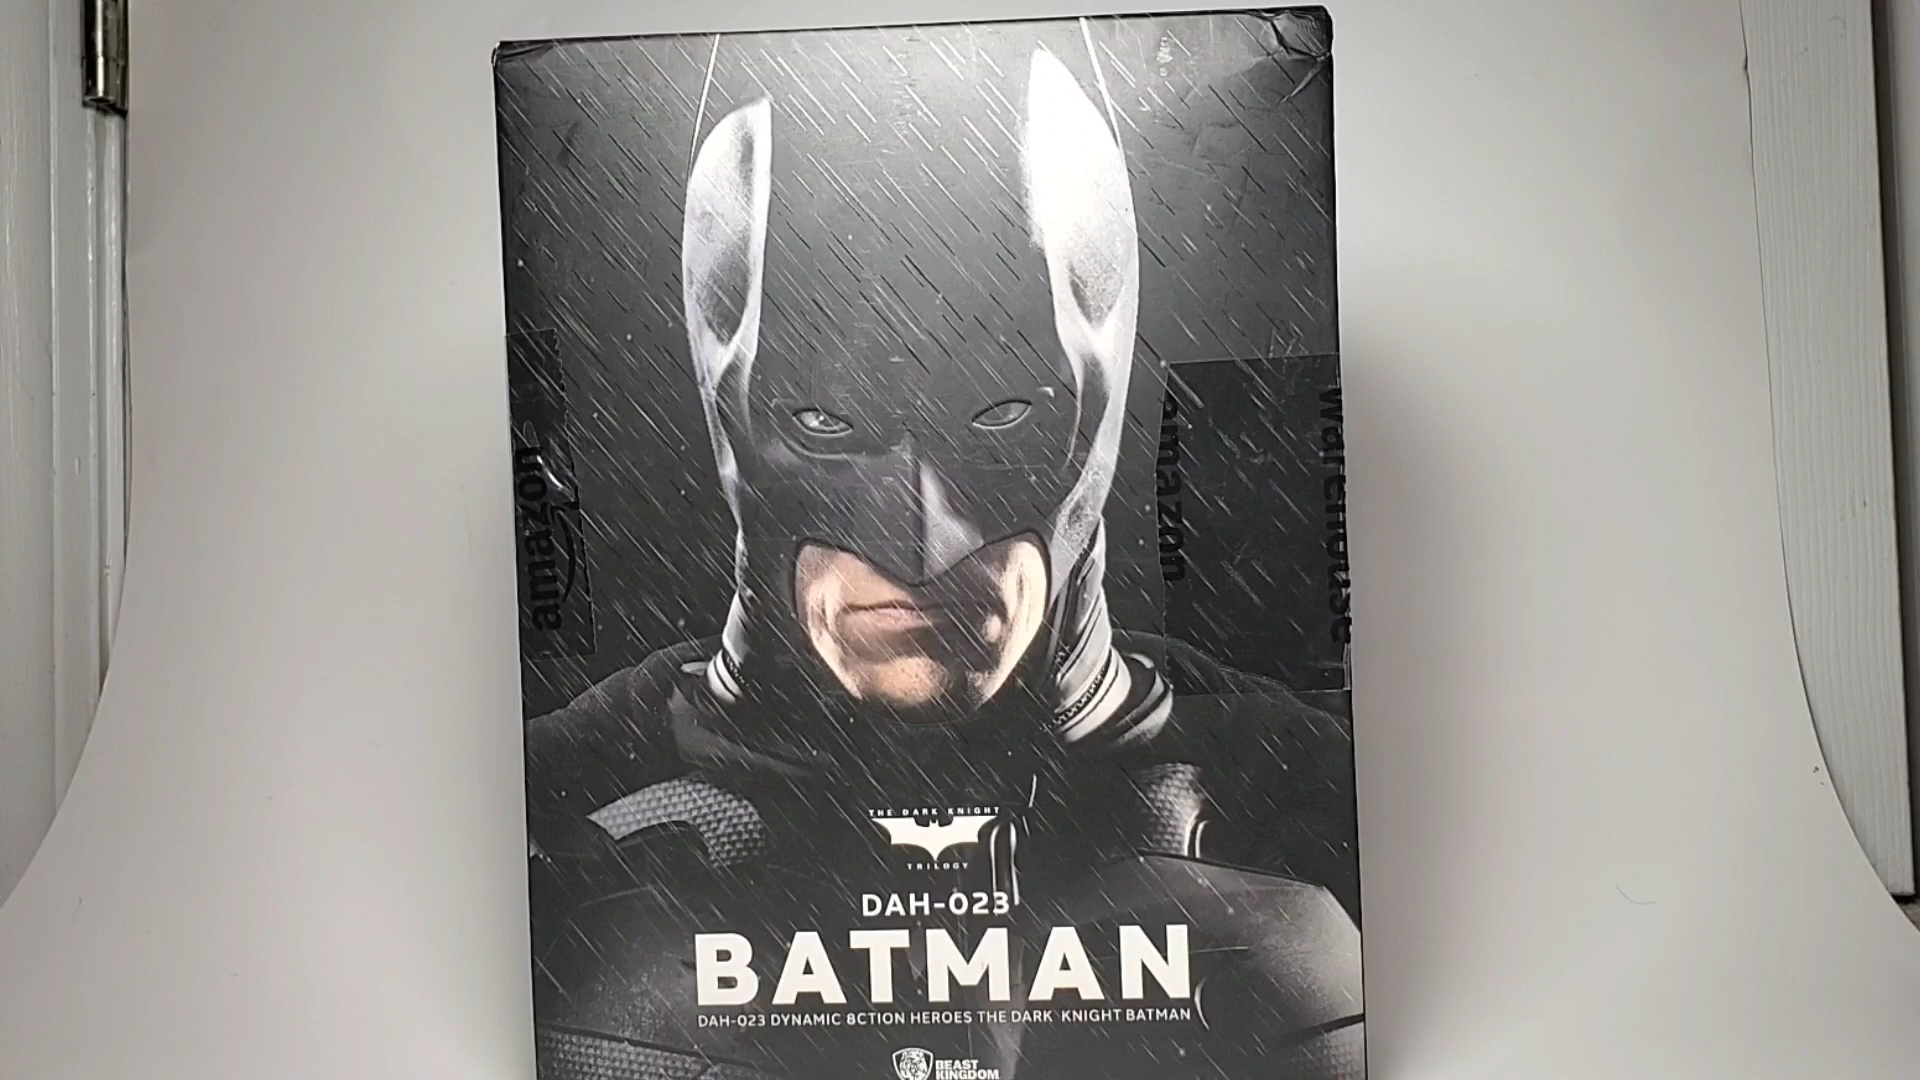 amazon
amazon
warehouse
THE DARK KNIGHT
TRILOGY
DAH-023
BATMAN
DAH-023 DYNAMIC 8CTION HEROES THE DARK KNIGHT BATMAN
BEAST
KINGDOM